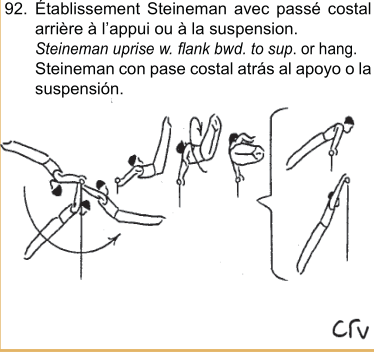 92. Établissement Steineman avec passé costal
arrière à l'appui ou à la suspension.
Steineman uprise w. flank bwd. to sup. or hang.
Steineman con pase costal atrás al apoyo o la
suspensión.